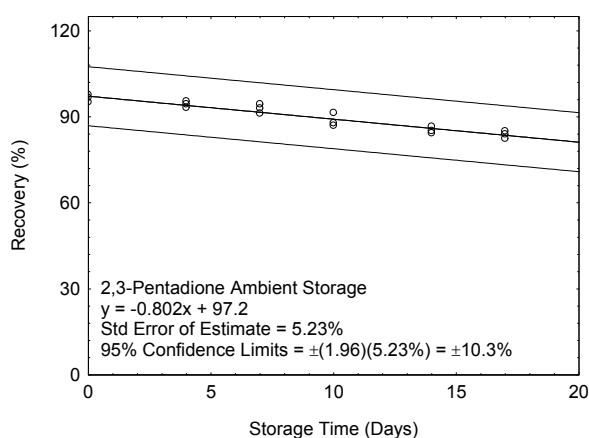 120
90
60
30
0
Recovery (%)
2,3-Pentadione Ambient Storage
y = -0.802x + 97.2
Std Error of Estimate = 5.23%
95% Confidence Limits = ±(1.96)(5.23%) = ±10.3%
0 5 10 15 20
Storage Time (Days)